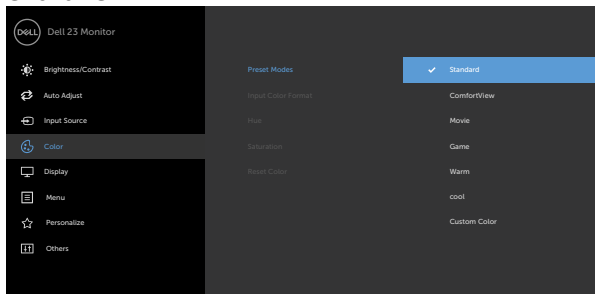 DELL
Dell 23 Monitor
Brightness/Contrast
Auto Adjust
Input Source
Color
Display
Menu
Personalize
Others
Preset Modes
Input Color Format
Hue
Saturation
Reset Color
Standard
ComfortView
Movie
Game
Warm
cool
Custom Color